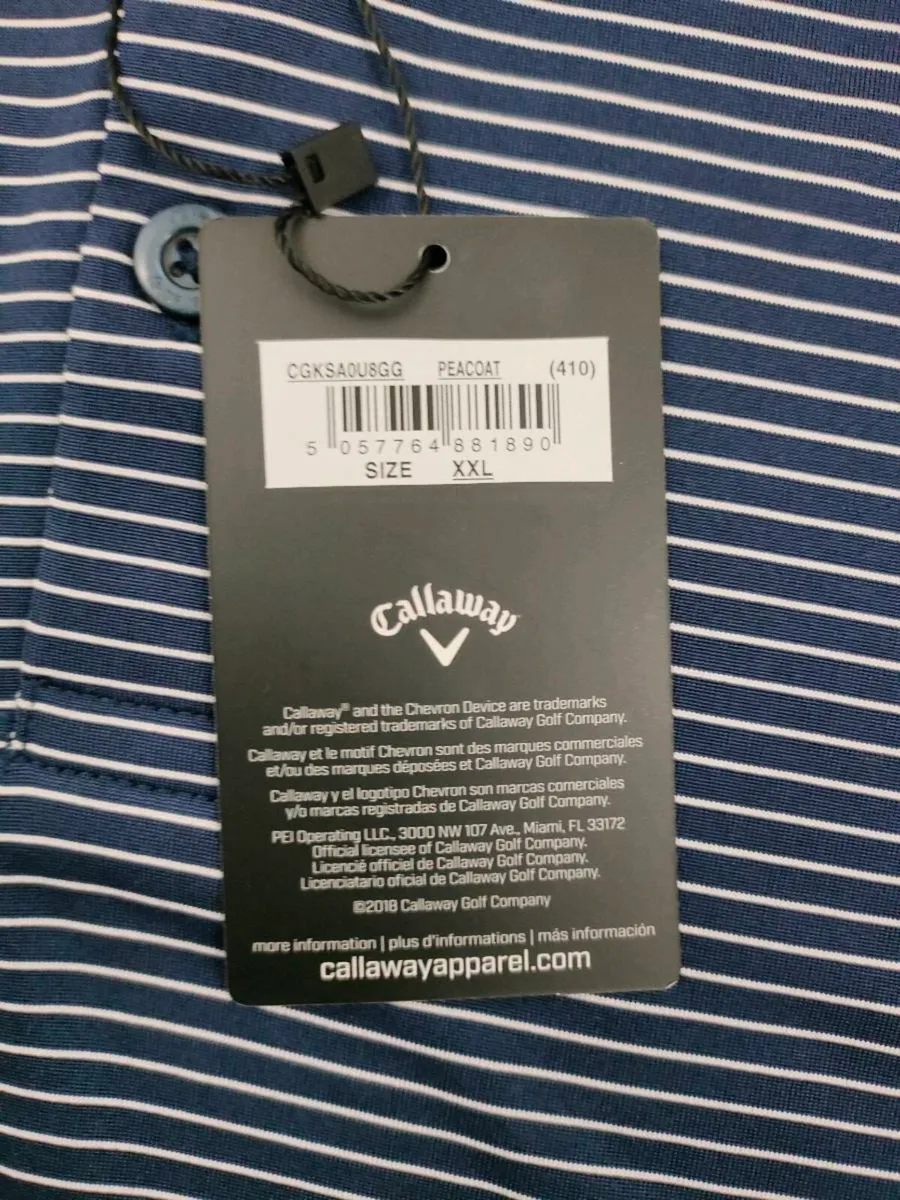 CGKSA0U8GG PEACOAT (410)
5 057764 881890
SIZE XXL
Callaway
Callaway® and the Chevron Device are trademarks
and/or registered trademarks of Callaway Golf Company.
Callaway et le motif Chevron sont des marques commerciales
et/ou des marques déposées et Callaway Golf Company.
Callaway y el logotipo Chevron son marcas comerciales
y/o marcas registradas de Callaway Golf Company.
PEI Operating LLC., 3000 NW 107 Ave., Miami, FL 33172
Official licensee of Callaway Golf Company.
Licencié officiel de Callaway Golf Company.
Licenciatario oficial de Callaway Golf Company.
©2018 Callaway Golf Company
more information | plus d'informations | más información
callawayapparel.com